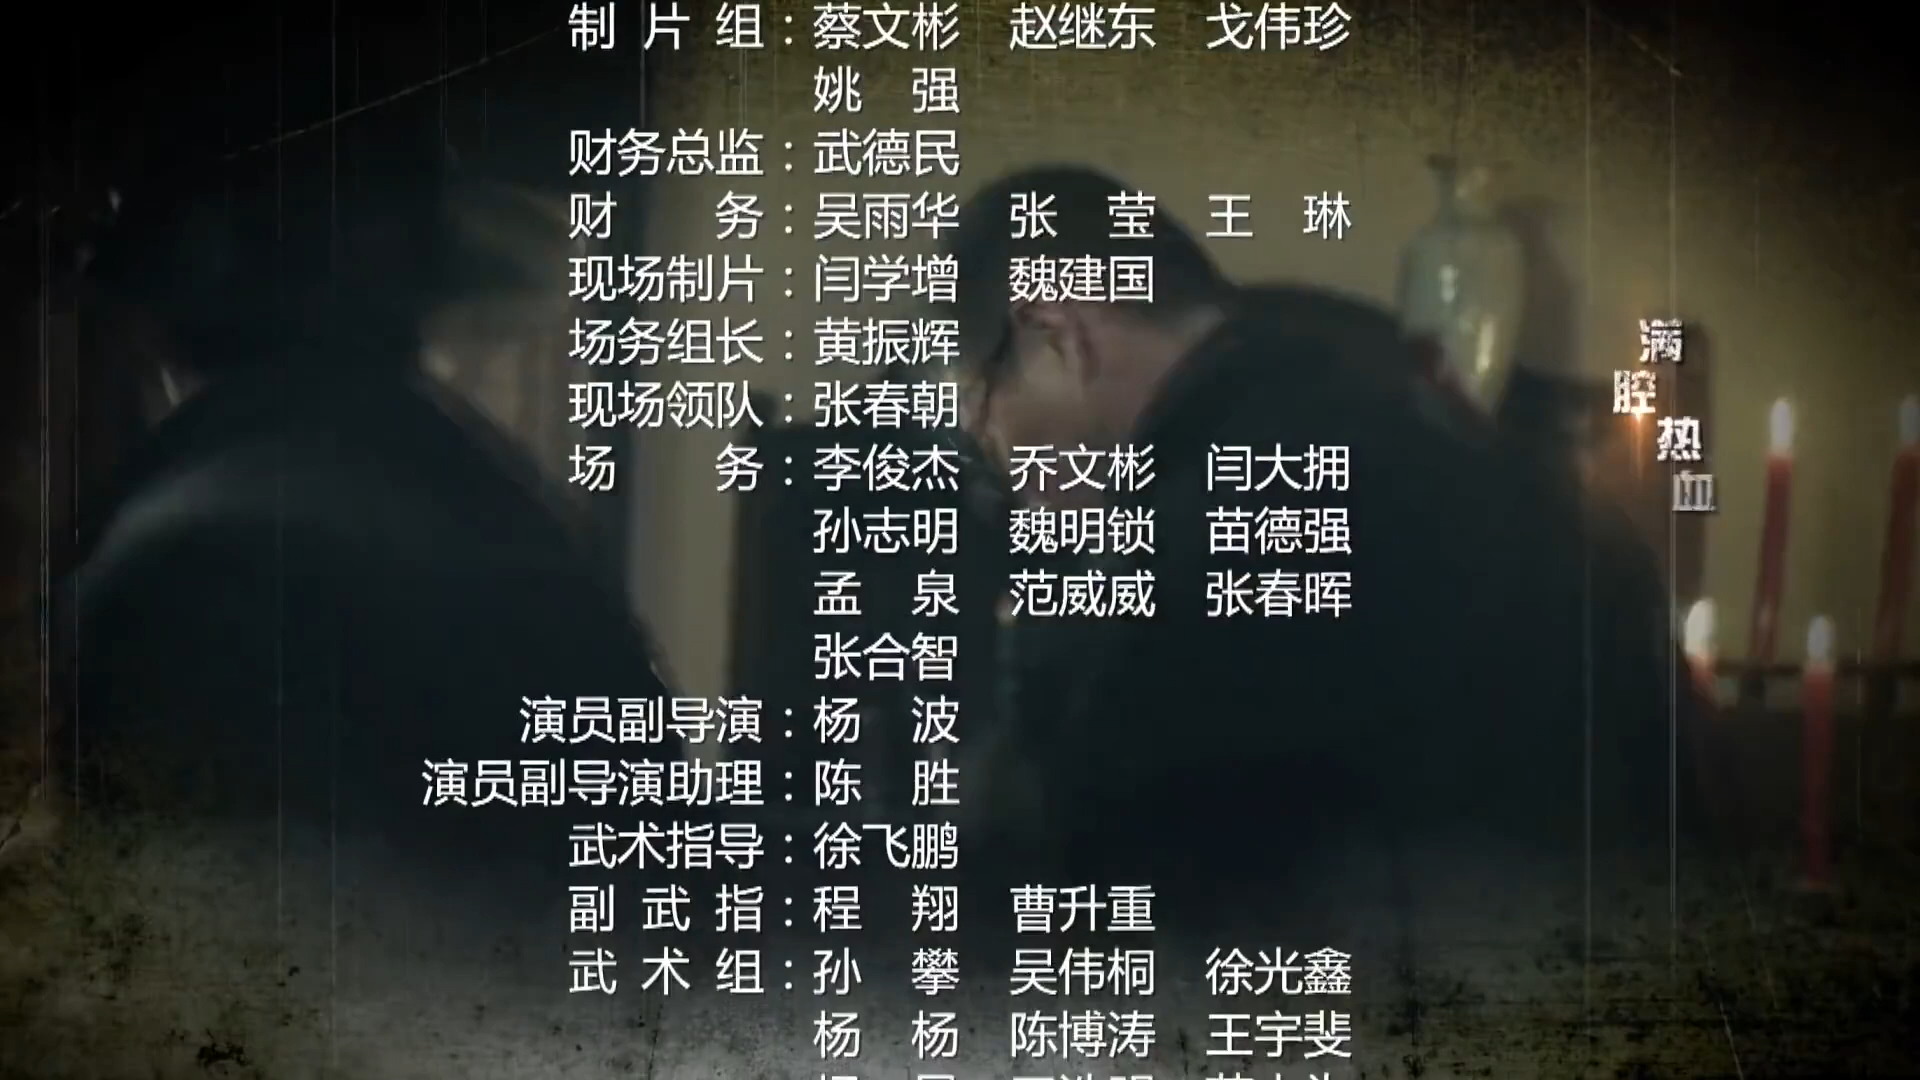 制片组：蔡文彬 赵继东 戈伟珍
姚 强
财务总监：武德民
财 务：吴雨华 张 莹 王 琳
现场制片：闫学增 魏建国
场务组长：黄振辉
现场领队：张春朝
场 务：李俊杰 乔文彬 闫大拥
孙志明 魏明锁 苗德强
孟 泉 范威威 张春晖
张合智
演员副导演：杨 波
演员副导演助理：陈 胜
武术指导：徐飞鹏
副武指：程 翔 曹升重
武术组：孙 攀 吴伟桐 徐光鑫
杨 杨 陈博涛 王宇斐
满腔热血